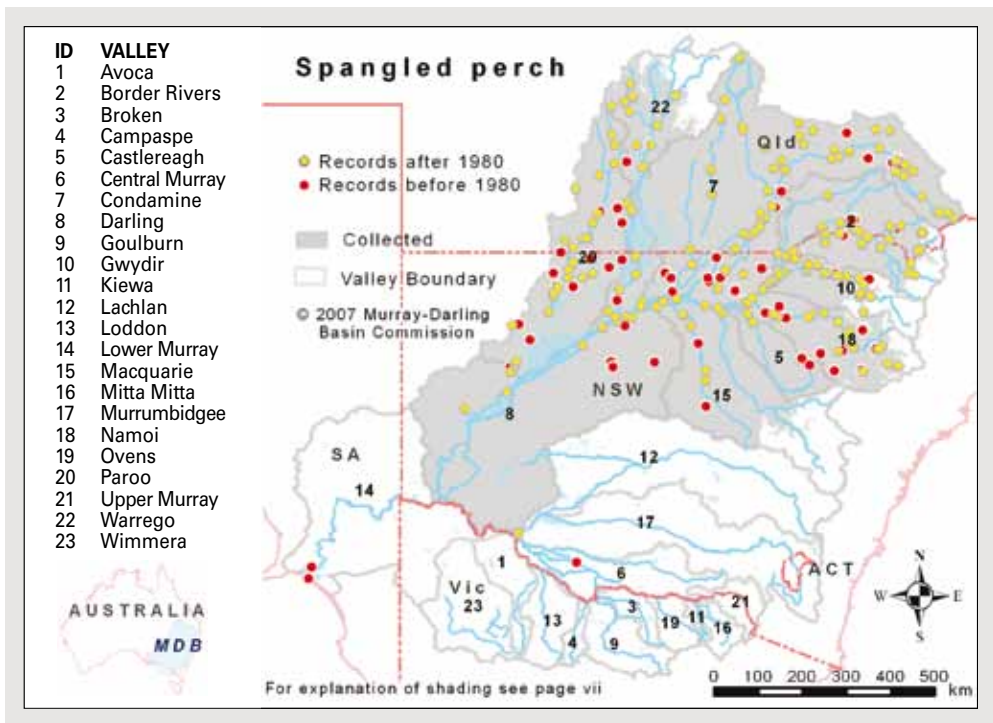 ID VALLEY
1 Avoca
2 Border Rivers
3 Broken
4 Campaspe
5 Castlereagh
6 Central Murray
7 Condamine
8 Darling
9 Goulburn
10 Gwydir
11 Kiewa
12 Lachlan
13 Loddon
14 Lower Murray
15 Macquarie
16 Mitta Mitta
17 Murrumbidgee
18 Namoi
19 Ovens
20 Paroo
21 Upper Murray
22 Warrego
23 Wimmera
AUSTRALIA
MDB
Spangled perch
Records after 1980
Records before 1980
Collected
Valley Boundary
© 2007 Murray-Darling
Basin Commission
22
Qld
7
2
20
10
18
5
NSW
15
8
SA
14
12
17
ACT
1
6
Vic
23
3
21
13
19
11
16
4
9
N
W E
S
For explanation of shading see page vii
0 100 200 300 400 500
km